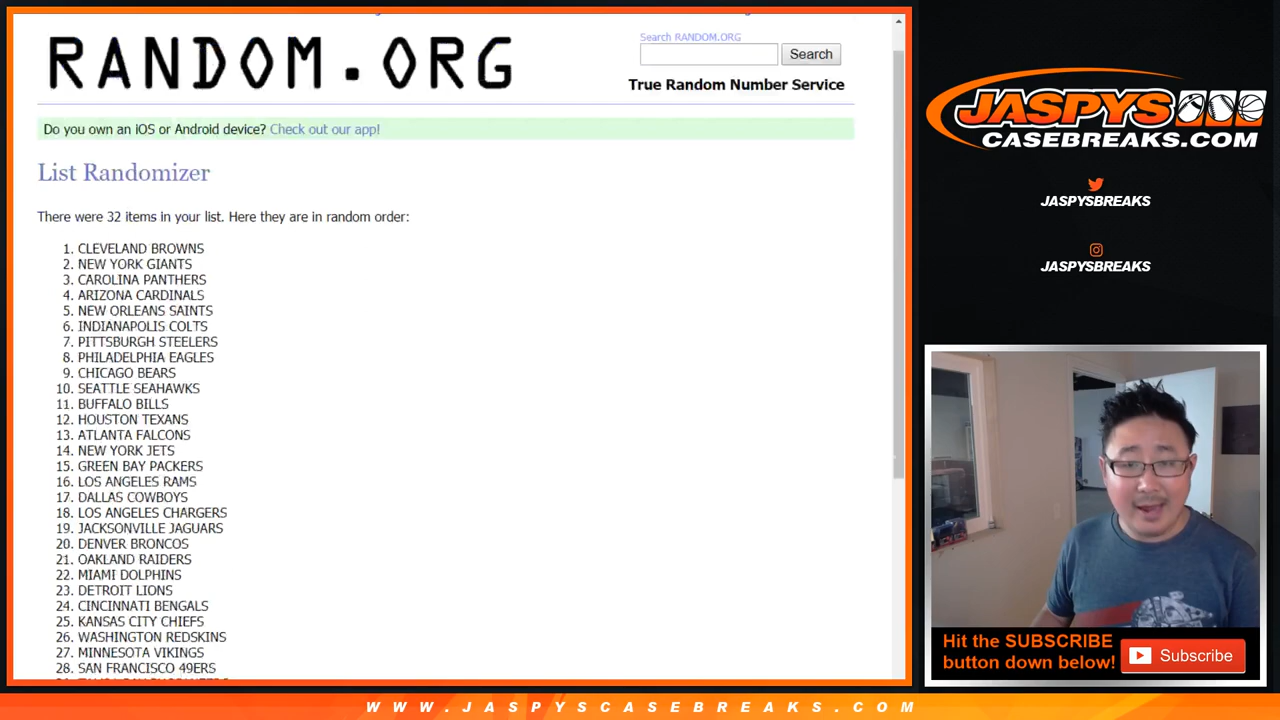 RANDOM.ORG
Search RANDOM.ORG
Search
True Random Number Service
Do you own an iOS or Android device? Check out our app!
List Randomizer
There were 32 items in your list. Here they are in random order:
1. CLEVELAND BROWNS
2. NEW YORK GIANTS
3. CAROLINA PANTHERS
4. ARIZONA CARDINALS
5. NEW ORLEANS SAINTS
6. INDIANAPOLIS COLTS
7. PITTSBURGH STEELERS
8. PHILADELPHIA EAGLES
9. CHICAGO BEARS
10. SEATTLE SEAHAWKS
11. BUFFALO BILLS
12. HOUSTON TEXANS
13. ATLANTA FALCONS
14. NEW YORK JETS
15. GREEN BAY PACKERS
16. LOS ANGELES RAMS
17. DALLAS COWBOYS
18. LOS ANGELES CHARGERS
19. JACKSONVILLE JAGUARS
20. DENVER BRONCOS
21. OAKLAND RAIDERS
22. MIAMI DOLPHINS
23. DETROIT LIONS
24. CINCINNATI BENGALS
25. KANSAS CITY CHIEFS
26. WASHINGTON REDSKINS
27. MINNESOTA VIKINGS
28. SAN FRANCISCO 49ERS
JASPYS
CASEBREAKS.COM
JASPYSBREAKS
JASPYSBREAKS
Hit the SUBSCRIBE
button down below!
Subscribe
WWW.JASPYSCASEBREAKS.COM